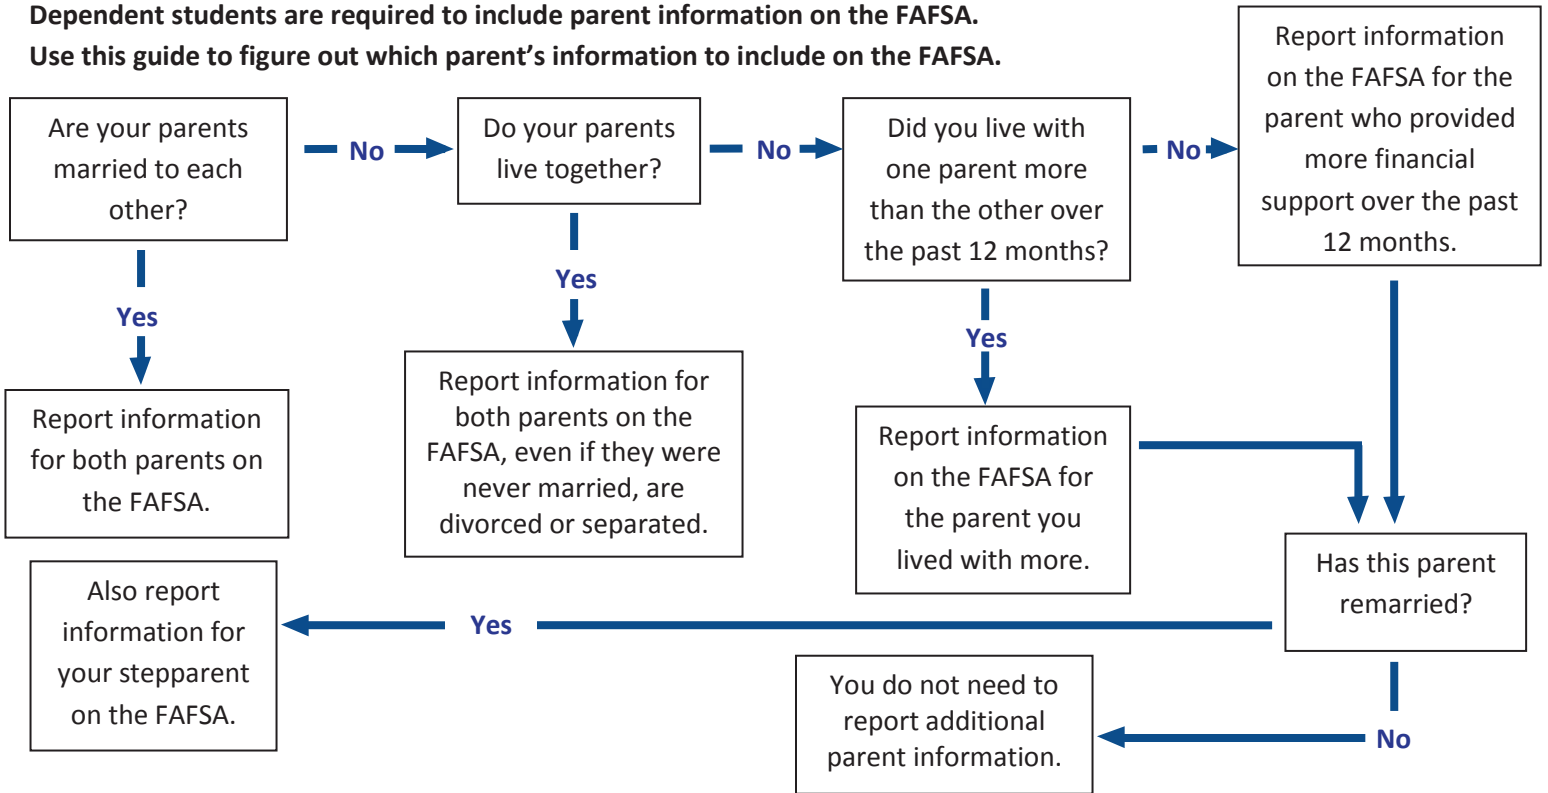 Dependent students are required to include parent information on the FAFSA.
Use this guide to figure out which parent's information to include on the FAFSA.
Are your parents
married to each
other?
No
Do your parents
live together?
No
Did you live with
one parent more
than the other over
the past 12 months?
No
Report information
on the FAFSA for the
parent who provided
more financial
support over the past
12 months.
Yes
Yes
Yes
Report information
for both parents on
the FAFSA.
Report information for
both parents on the
FAFSA, even if they were
never married, are
divorced or separated.
Report information
on the FAFSA for
the parent you
lived with more.
Has this parent
remarried?
Yes
Also report
information for
your stepparent
on the FAFSA.
No
You do not need to
report additional
parent information.